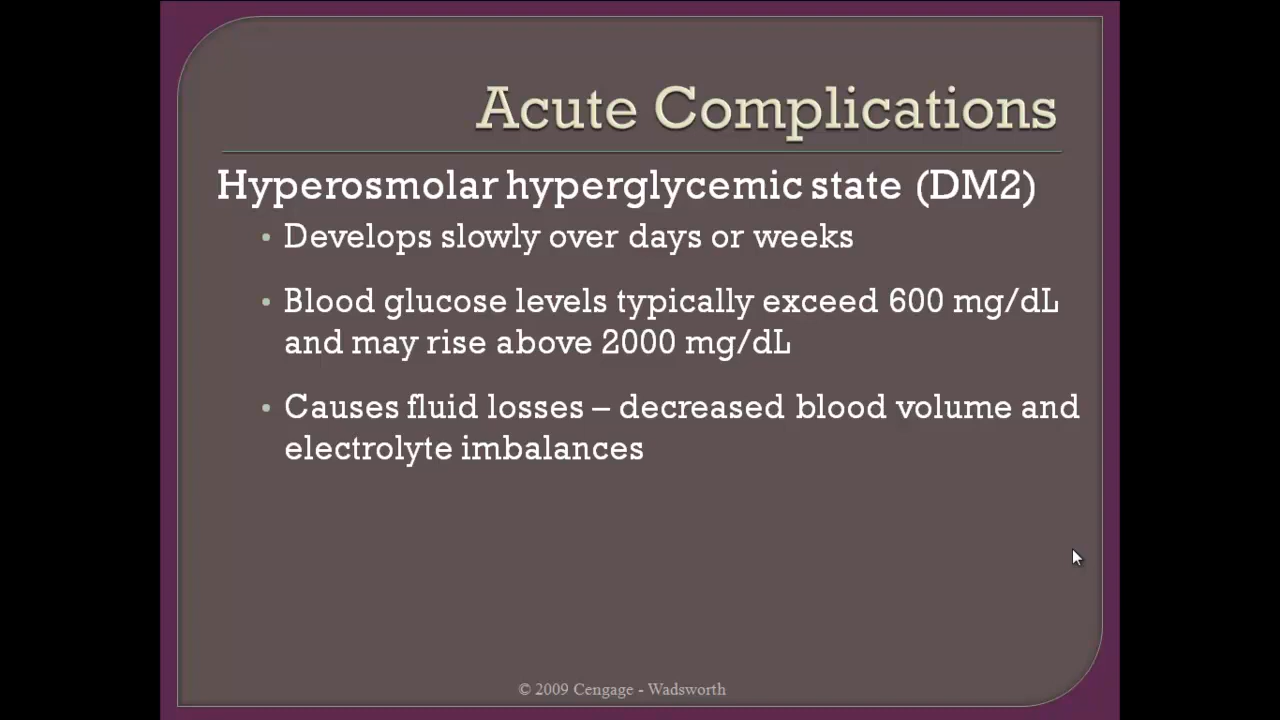 Acute Complications
Hyperosmolar hyperglycemic state (DM2)
• Develops slowly over days or weeks
• Blood glucose levels typically exceed 600 mg/dL
and may rise above 2000 mg/dL
• Causes fluid losses – decreased blood volume and
electrolyte imbalances
© 2009 Cengage - Wadsworth